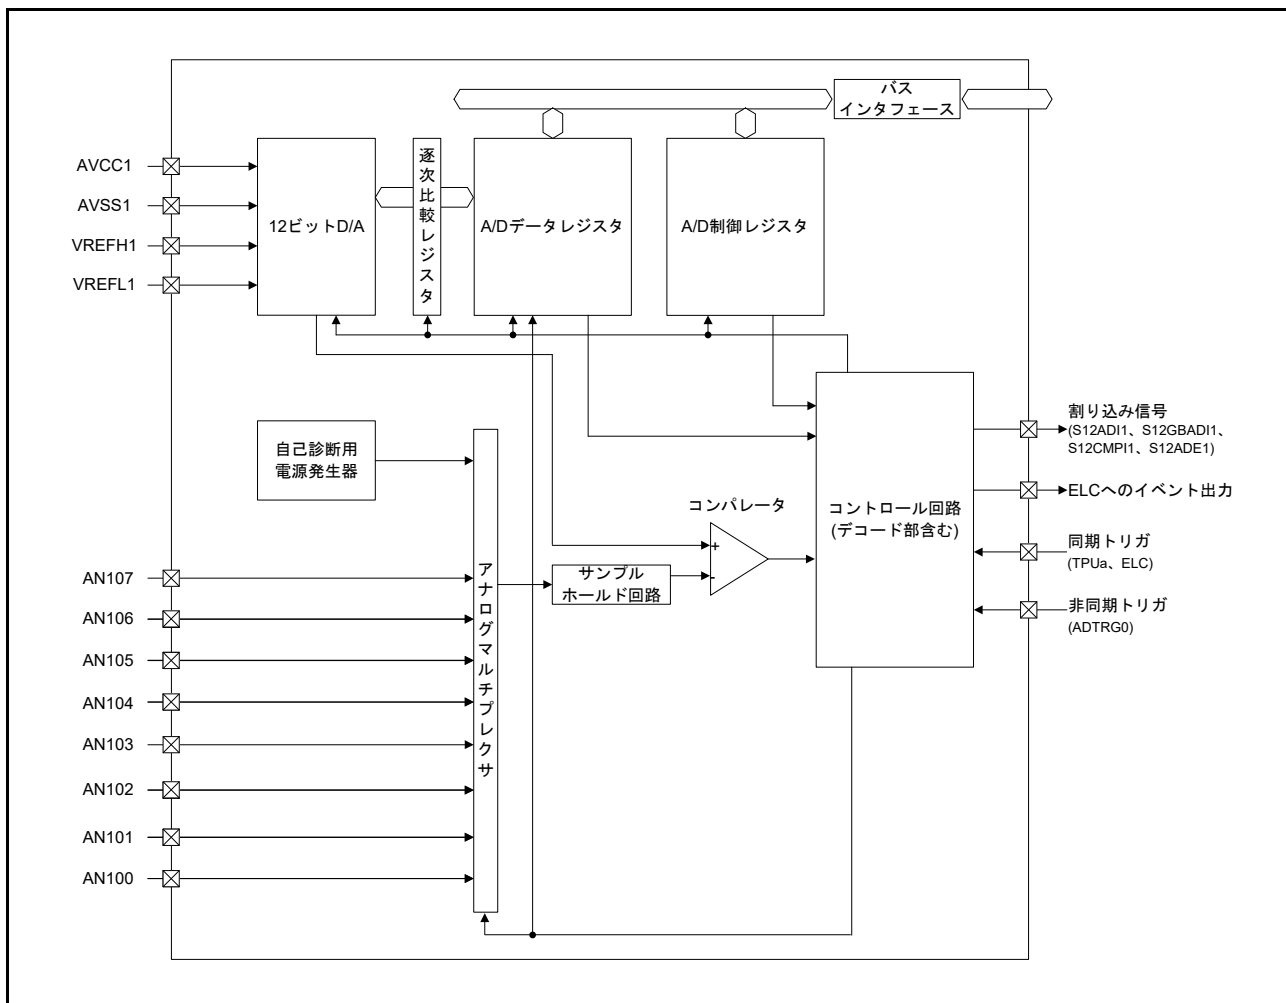 バス
インタフェース
AVCC1
AVSS1
VREFH1
VREFL1
12ビットD/A
逐次比較レジスタ
A/Dデータレジスタ
A/D制御レジスタ
自己診断用
電源発生器
アナログマルチプレクサ
サンプル
ホールド回路
コンパレータ
+
-
コントロール回路
(デコード部含む)
割り込み信号
(S12ADI1、S12GBADI1、
S12CMPI1、S12ADE1)
ELCへのイベント出力
同期トリガ
(TPUa、ELC)
非同期トリガ
(ADTRG0)
AN107
AN106
AN105
AN104
AN103
AN102
AN101
AN100